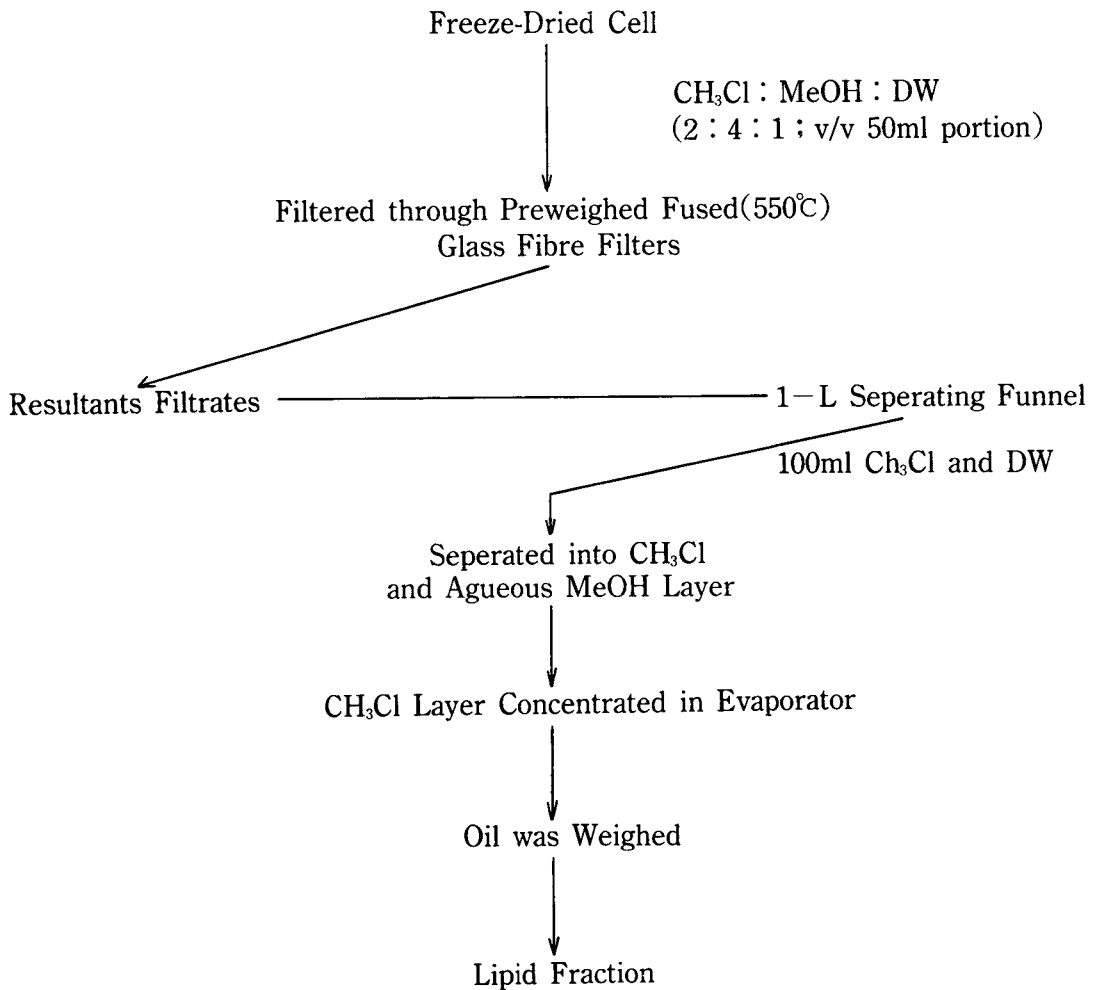 Freeze-Dried Cell
CH₃Cl : MeOH : DW
(2 : 4 : 1 ; v/v 50ml portion)
Filtered through Preweighed Fused(550℃)
Glass Fibre Filters
Resultants Filtrates
1-L Seperating Funnel
100ml Ch₃Cl and DW
Seperated into CH₃Cl
and Agueous MeOH Layer
CH₃Cl Layer Concentrated in Evaporator
Oil was Weighed
Lipid Fraction